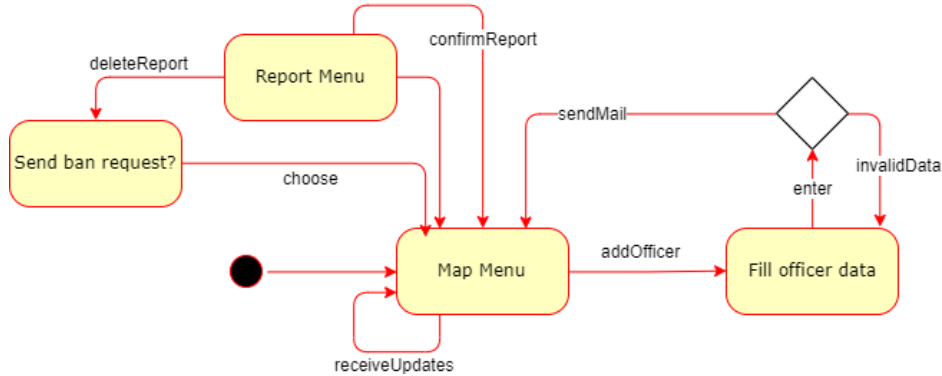 confirmReport
deleteReport
Report Menu
sendMail
Send ban request?
choose
invalidData
enter
addOfficer
Map Menu
Fill officer data
receiveUpdates